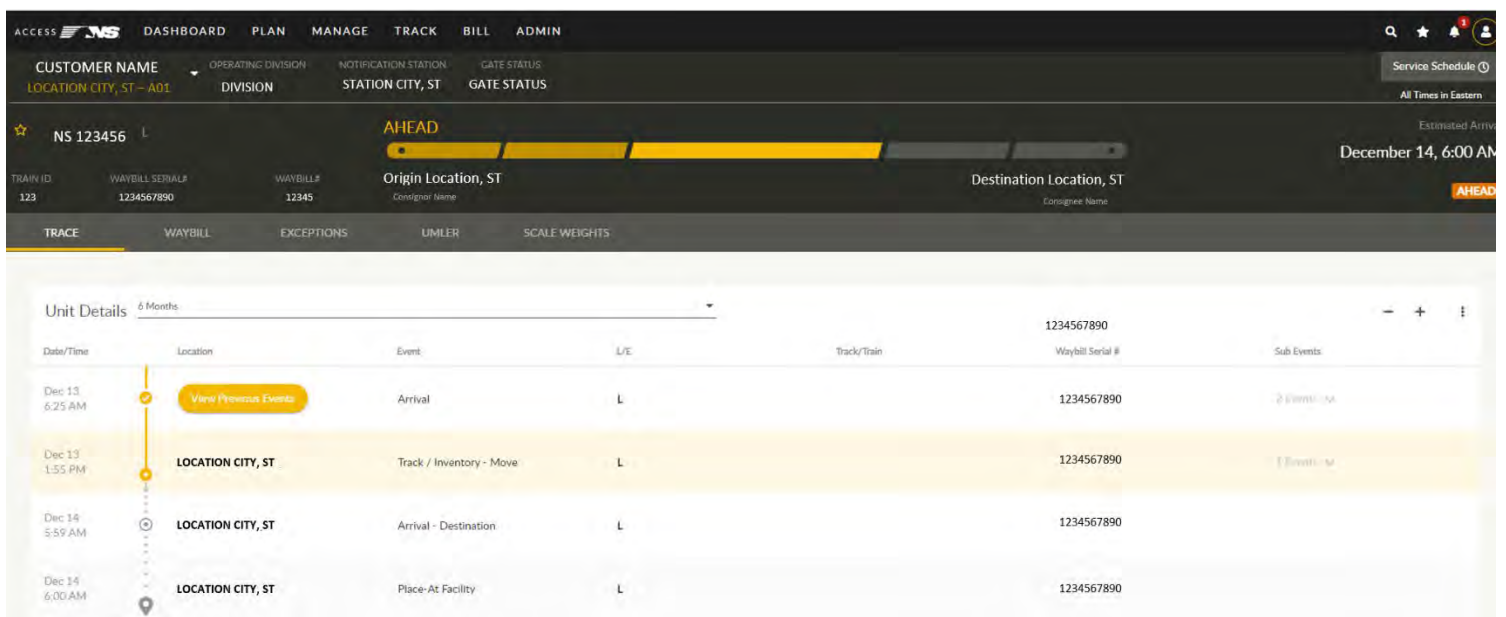 ACCESS NS DASHBOARD PLAN MANAGE TRACK BILL ADMIN 1
CUSTOMER NAME OPERATING DIVISION NOTIFICATION STATION GATE STATUS Service Schedule
LOCATION CITY, ST – A01 DIVISION STATION CITY, ST GATE STATUS
All Times in Eastern
NS 123456 L AHEAD Estimated Arriva
December 14, 6:00 AM
TRAIN ID WAYBILL SERIAL# WAYBILL# Origin Location, ST Destination Location, ST
123 1234567890 12345 Consignor Name Consignee Name AHEAD
TRACE WAYBILL EXCEPTIONS UMLER SCALE WEIGHTS
Unit Details 6 Months
1234567890
Date/Time Location Event L/E Track/Train Waybill Serial # Sub Events
Dec 13
6:25 AM View Previous Events Arrival L 1234567890 2 Events
Dec 13
1:55 PM LOCATION CITY, ST Track / Inventory - Move L 1234567890
Dec 14
5:59 AM LOCATION CITY, ST Arrival - Destination L 1234567890
Dec 14
6:00 AM LOCATION CITY, ST Place-At Facility L 1234567890